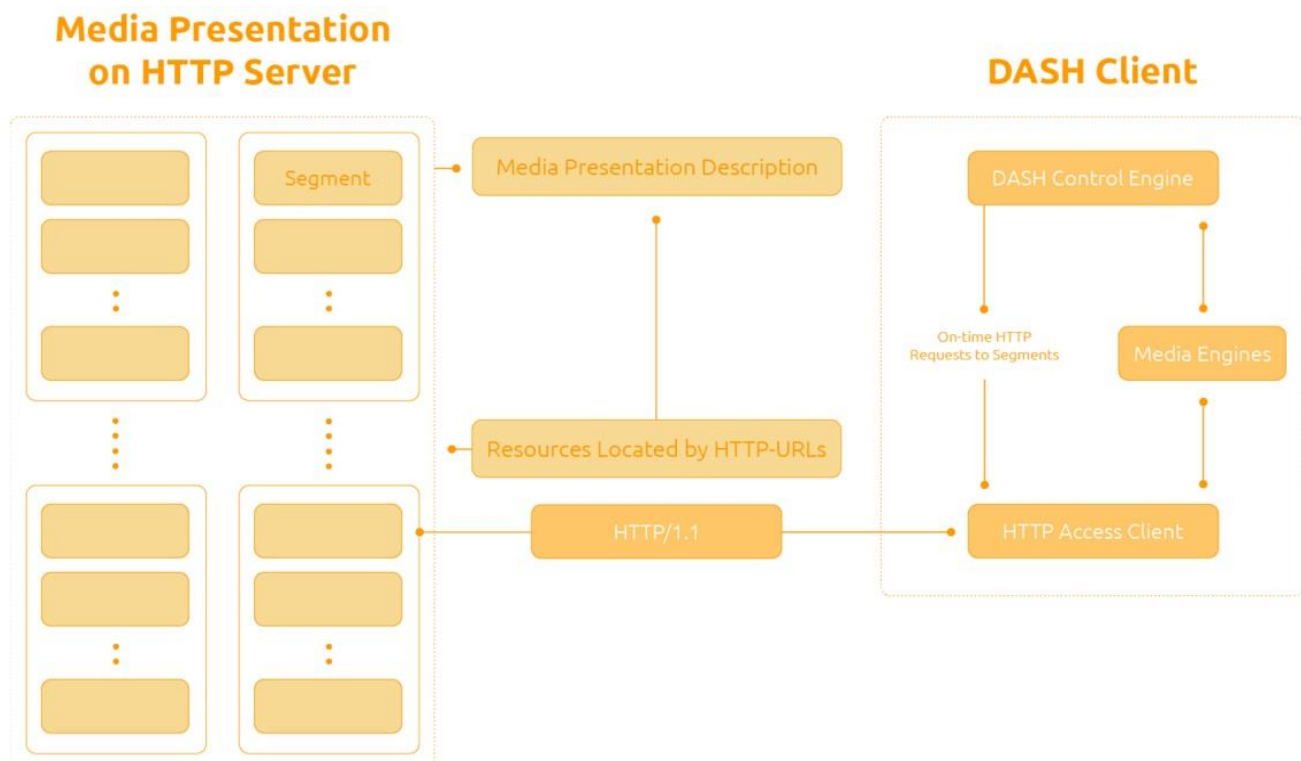 Media Presentation
on HTTP Server
DASH Client
Segment
Media Presentation Description
DASH Control Engine
On-time HTTP
Requests to Segments
Media Engines
Resources Located by HTTP-URLs
HTTP/1.1
HTTP Access Client